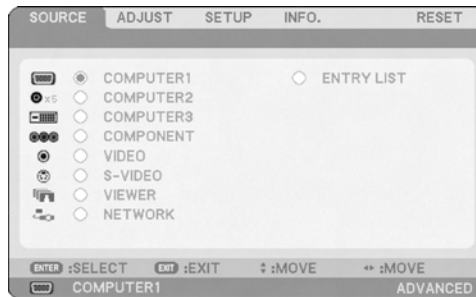 SOURCE ADJUST SETUP INFO. RESET
COMPUTER1 ENTRY LIST
x5 COMPUTER2
COMPUTER3
COMPONENT
VIDEO
S-VIDEO
VIEWER
NETWORK
ENTER :SELECT EXIT :EXIT :MOVE :MOVE
COMPUTER1 ADVANCED